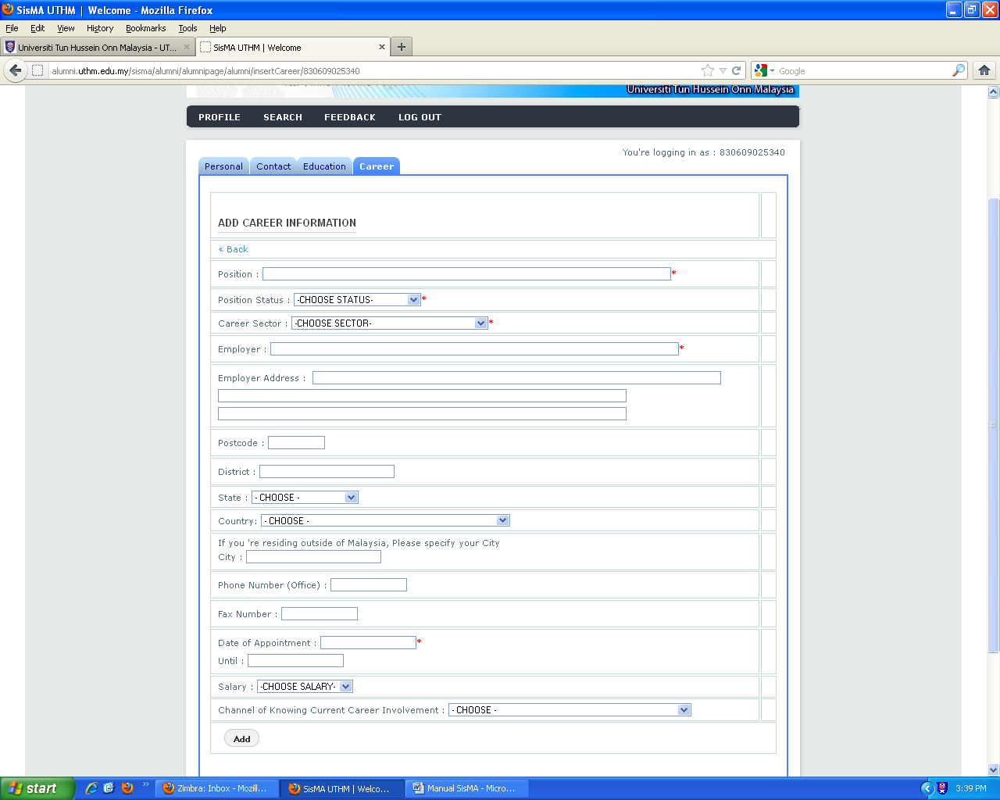 SisMA UTHM | Welcome - Mozilla Firefox
File Edit View History Bookmarks Tools Help
Universiti Tun Hussein Onn Malaysia - UT... SisMA UTHM | Welcome
alumni.uthm.edu.my/sisma/alumni/alumnipage/alumni/insertCareer/830609025340 Google
Universiti Tun Hussein Onn Malaysia
PROFILE SEARCH FEEDBACK LOG OUT
You're logging in as : 830609025340
Personal Contact Education Career
ADD CAREER INFORMATION
« Back
Position : *
Position Status : -CHOOSE STATUS- *
Career Sector : -CHOOSE SECTOR- *
Employer : *
Employer Address :
Postcode :
District :
State : - CHOOSE -
Country: - CHOOSE -
If you 're residing outside of Malaysia, Please specify your City
City :
Phone Number (Office) :
Fax Number :
Date of Appointment : *
Until :
Salary : -CHOOSE SALARY-
Channel of Knowing Current Career Involvement : - CHOOSE -
Add
start Zimbra: Inbox - Mozill... SisMA UTHM | Welco... Manual SisMA - Micro... 3:39 PM